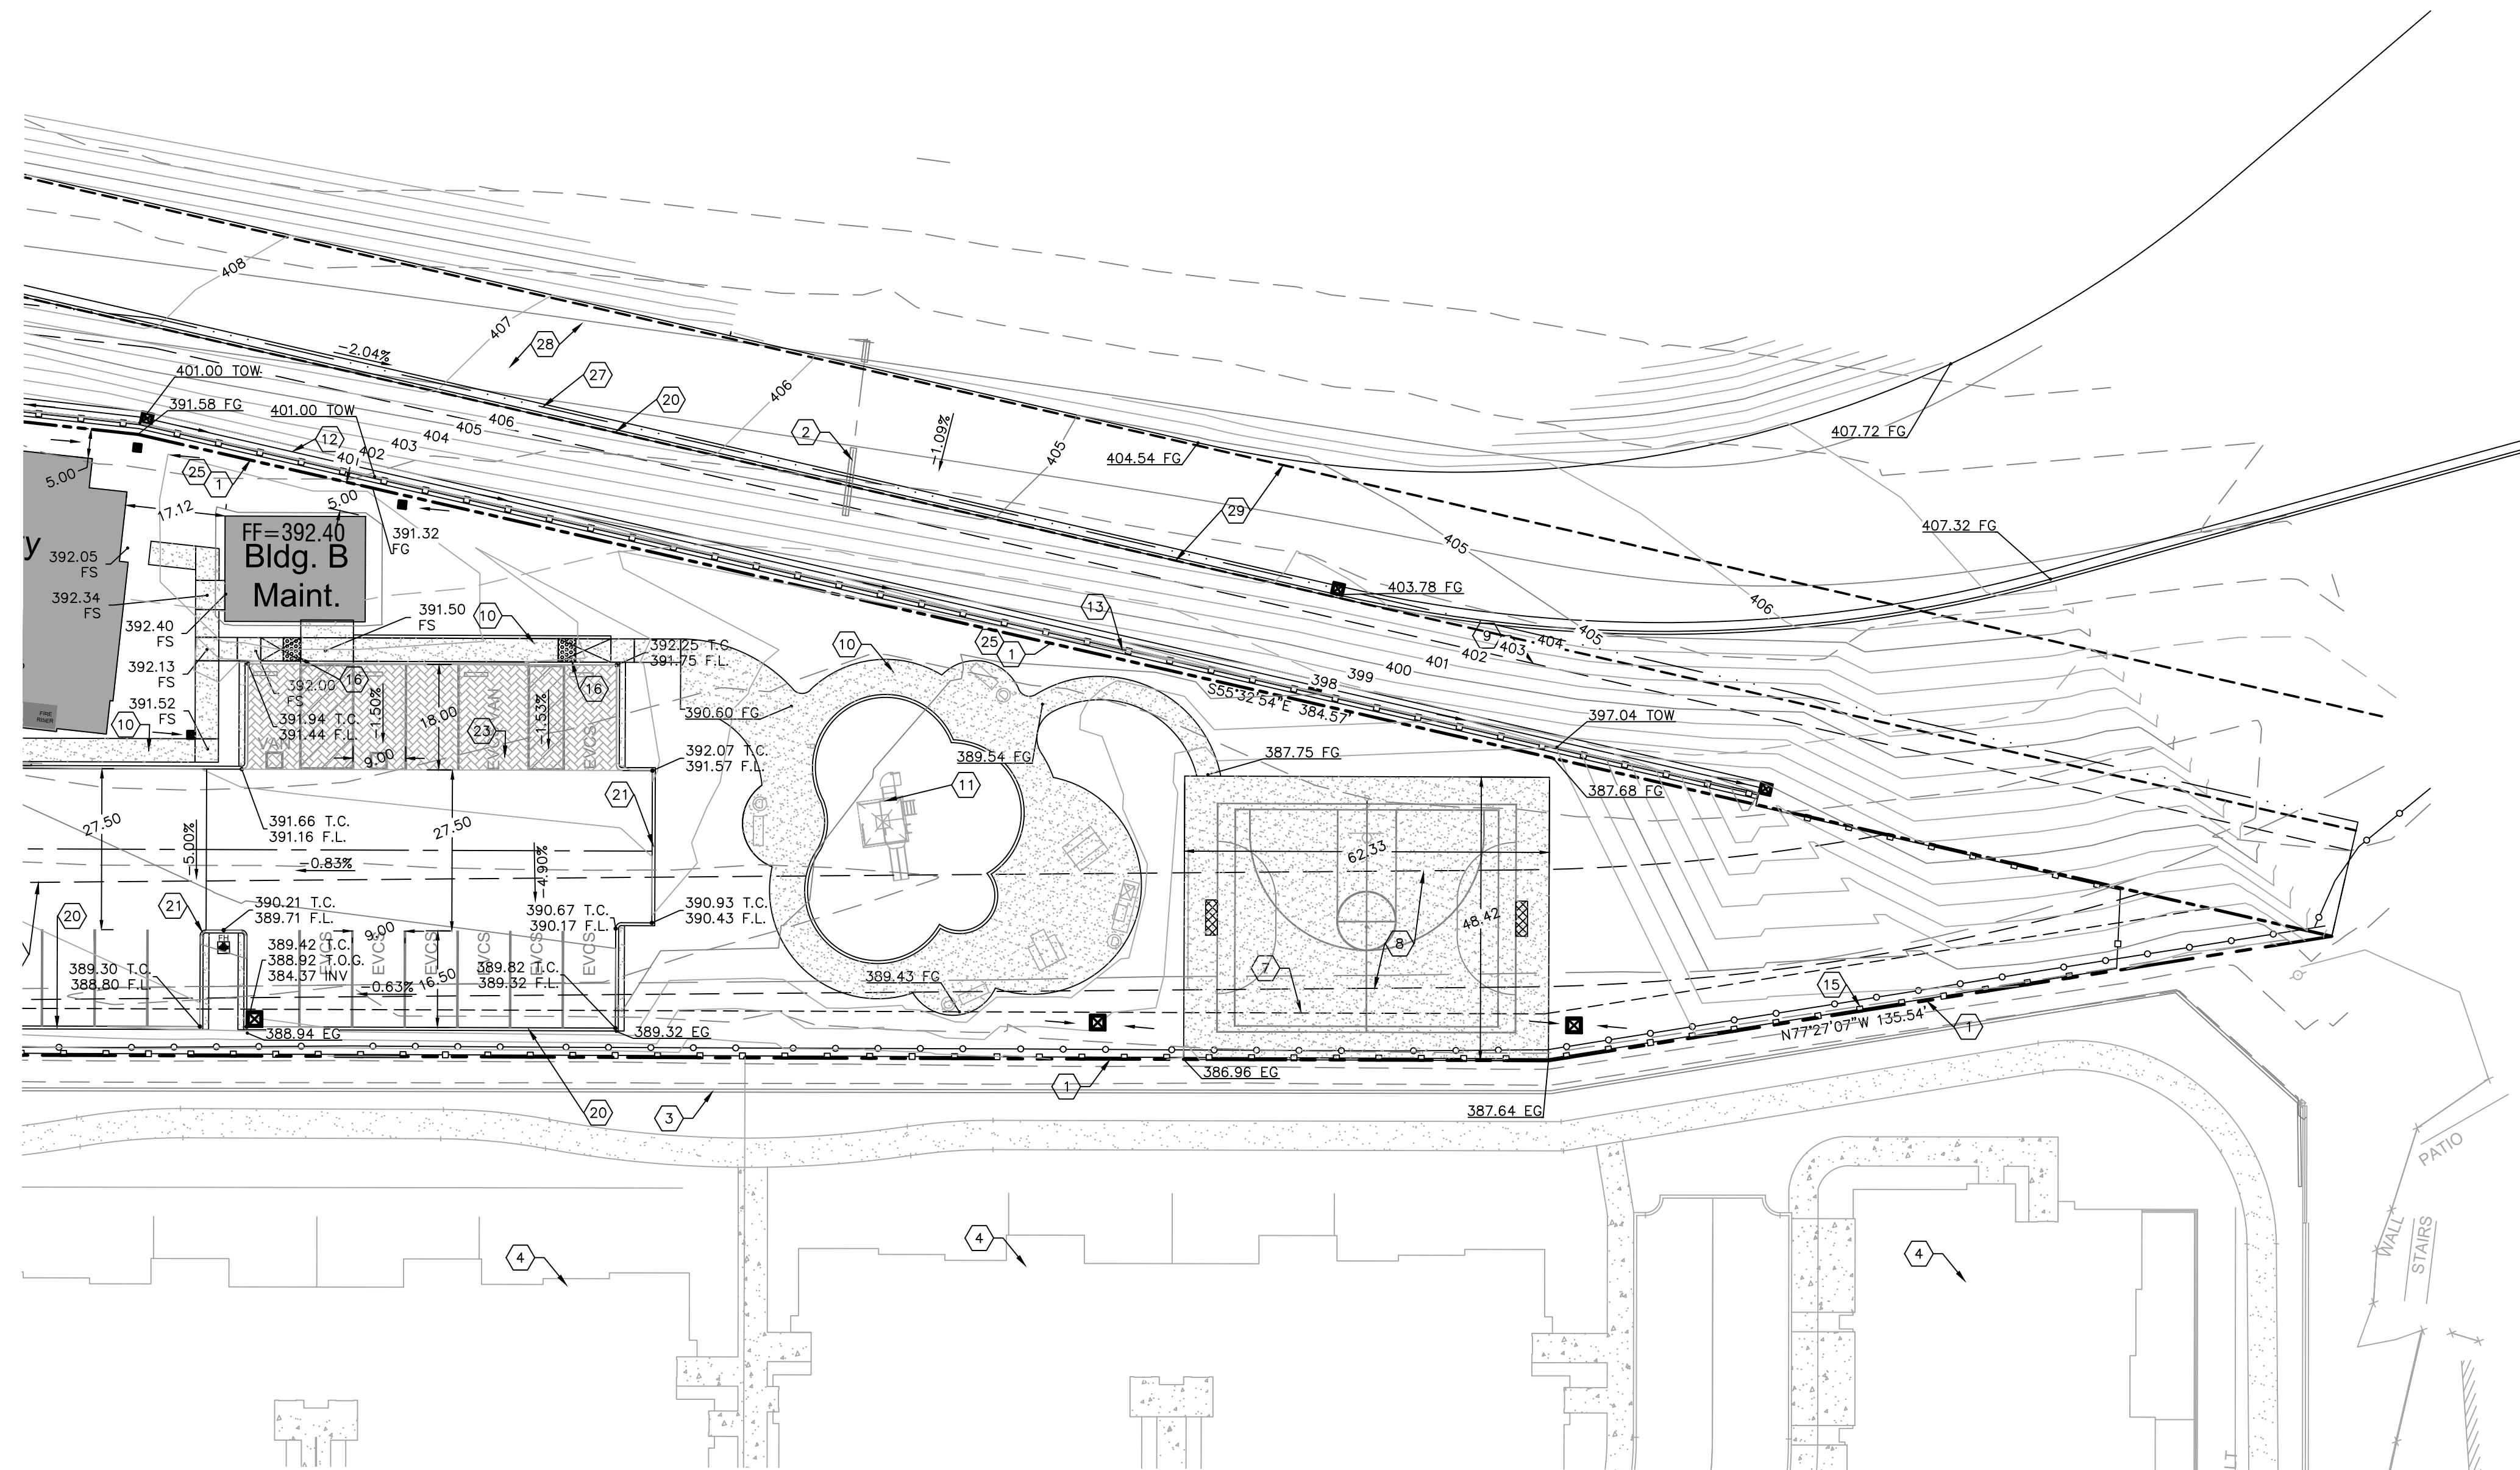 408
407
28
-2.04%
27
401.00 TOW
20
406
391.58 FG
401.00 TOW
406
405
404
403
402
401
12
2
-1.09%
405
404.54 FG
407.72 FG
25
1
5.00
5.00
17.12
29
405
407.32 FG
FF=392.40
Bldg. B
Maint.
391.32
FG
y
392.05
FS
392.34
FS
403.78 FG
406
13
391.50
FS
10
392.40
FS
392.13
FS
391.52
FS
10
392.25 T.C.
391.75 F.L.
16
16
10
25
1
9
405
404
403
402
401
400
399
398
S55°32'54"E 384.57'
392.00
FS
391.94 T.C.
391.44 F.L.
-1.50%
18.00
-1.53%
23
VAN
EVCS VAN
EVCS
9.00
FIRE
RISER
390.60 FG
389.54 FG
392.07 T.C.
391.57 F.L.
387.75 FG
397.04 TOW
387.68 FG
11
21
27.50
391.66 T.C.
391.16 F.L.
27.50
-5.00%
-0.83%
-4.90%
62.33
48.42
20
21
390.21 T.C.
389.71 F.L.
FH
389.42 T.C.
388.92 T.O.G.
384.37 INV
9.00
390.67 T.C.
390.17 F.L.
390.93 T.C.
390.43 F.L.
EVCS
EVCS
EVCS
EVCS
EVCS
EVCS
389.30 T.C.
388.80 F.L.
-0.63%
16.50
389.82 T.C.
389.32 F.L.
389.43 FG
7
8
15
388.94 EG
389.32 EG
N77°27'07"W 135.54'
1
1
386.96 EG
387.64 EG
20
3
4
4
4
PATIO
WALL
STAIRS
LT